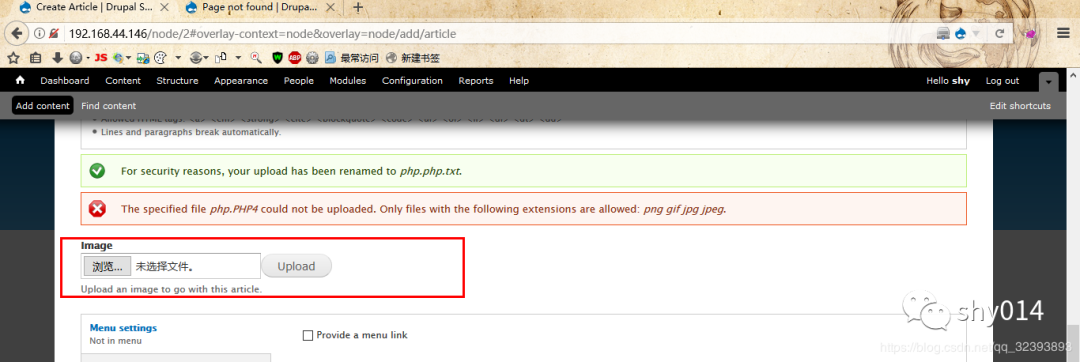 Create Article | Drupal S...
Page not found | Drupa...
192.168.44.146/node/2#overlay-context=node&overlay=node/add/article
JS
ABP
最常访问
新建书签
Dashboard Content Structure Appearance People Modules Configuration Reports Help
Hello shy Log out
Add content Find content
Edit shortcuts
Lines and paragraphs break automatically.
For security reasons, your upload has been renamed to php.php.txt.
The specified file php.PHP4 could not be uploaded. Only files with the following extensions are allowed: png gif jpg jpeg.
Image
浏览... 未选择文件。 Upload
Upload an image to go with this article.
Menu settings
Not in menu
Provide a menu link
shy014
https://blog.csdn.net/qq_32393893